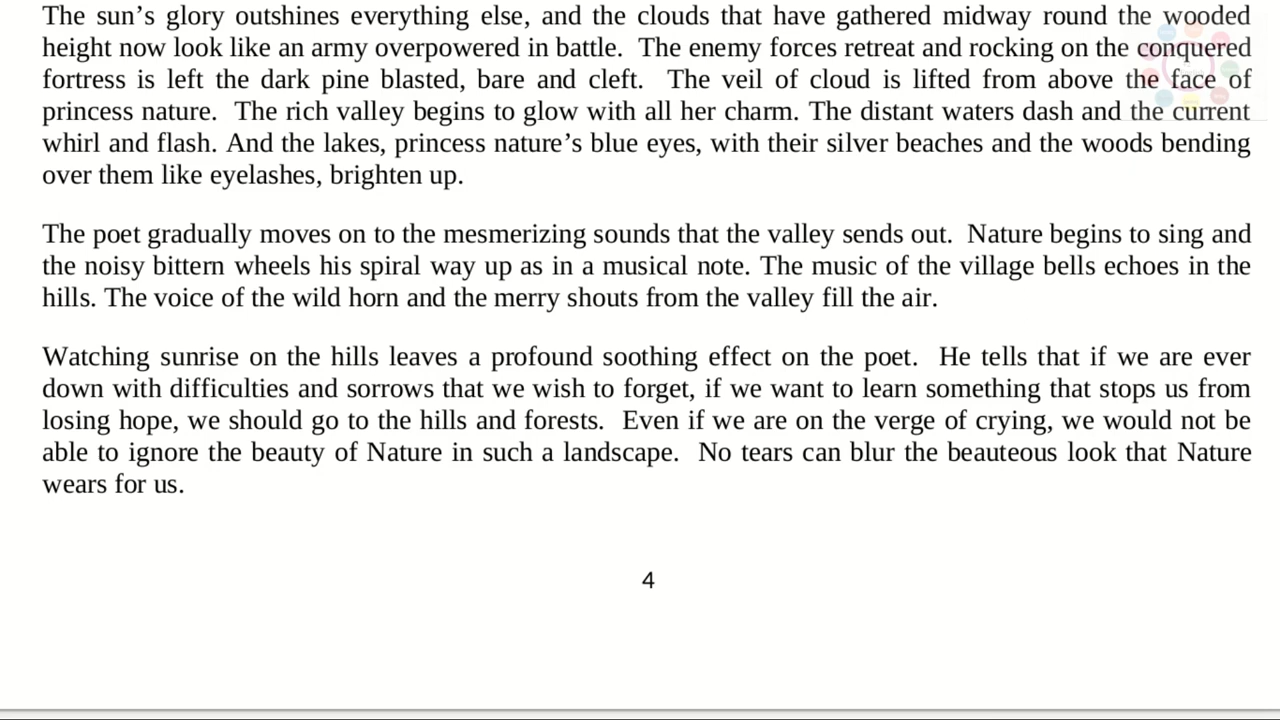 The sun’s glory outshines everything else, and the clouds that have gathered midway round the wooded
height now look like an army overpowered in battle.  The enemy forces retreat and rocking on the conquered
fortress is left the dark pine blasted, bare and cleft.  The veil of cloud is lifted from above the face of
princess nature.  The rich valley begins to glow with all her charm. The distant waters dash and the current
whirl and flash. And the lakes, princess nature’s blue eyes, with their silver beaches and the woods bending
over them like eyelashes, brighten up.
The poet gradually moves on to the mesmerizing sounds that the valley sends out.  Nature begins to sing and
the noisy bittern wheels his spiral way up as in a musical note. The music of the village bells echoes in the
hills. The voice of the wild horn and the merry shouts from the valley fill the air.
Watching sunrise on the hills leaves a profound soothing effect on the poet.  He tells that if we are ever
down with difficulties and sorrows that we wish to forget, if we want to learn something that stops us from
losing hope, we should go to the hills and forests.  Even if we are on the verge of crying, we would not be
able to ignore the beauty of Nature in such a landscape.  No tears can blur the beauteous look that Nature
wears for us.
4